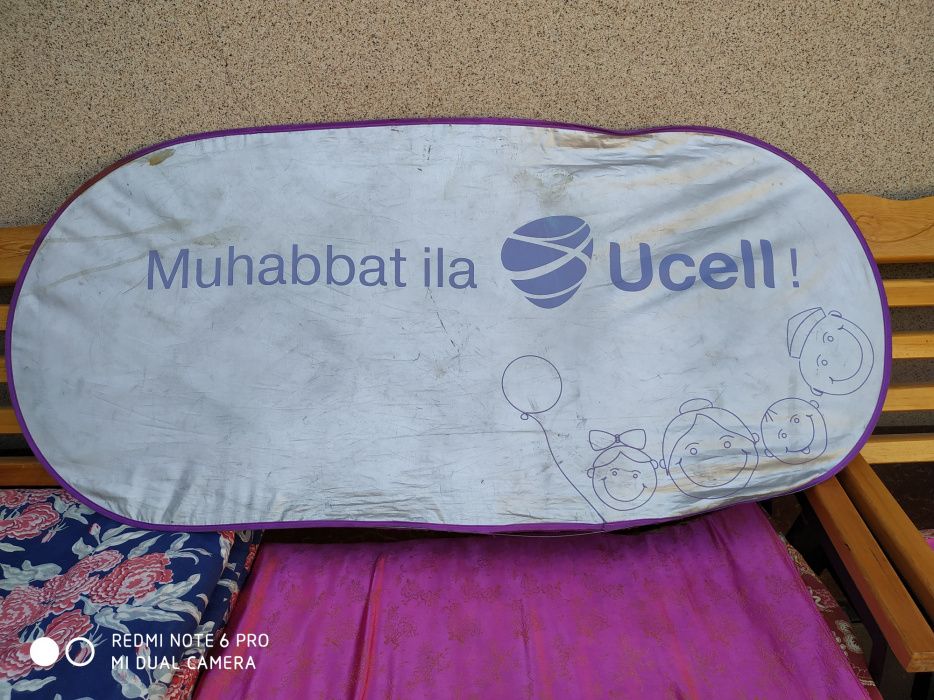 Muhabbat ila Ucell!
REDMI NOTE 6 PRO
MI DUAL CAMERA